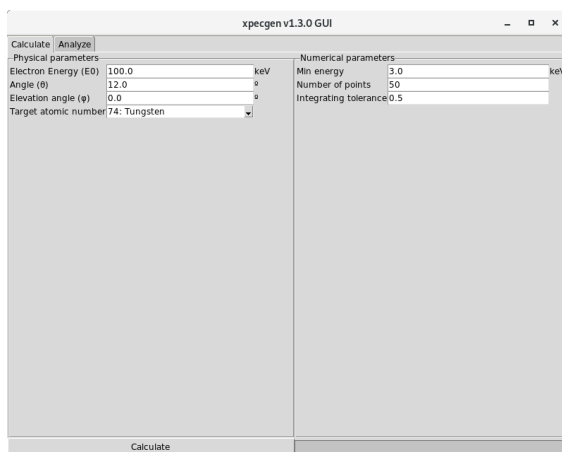 xpecgen v1.3.0 GUI
Calculate Analyze
Physical parameters
Electron Energy (E0) 100.0 keV
Angle (θ) 12.0 º
Elevation angle (φ) 0.0 º
Target atomic number 74: Tungsten
Numerical parameters
Min energy 3.0 keV
Number of points 50
Integrating tolerance 0.5
Calculate